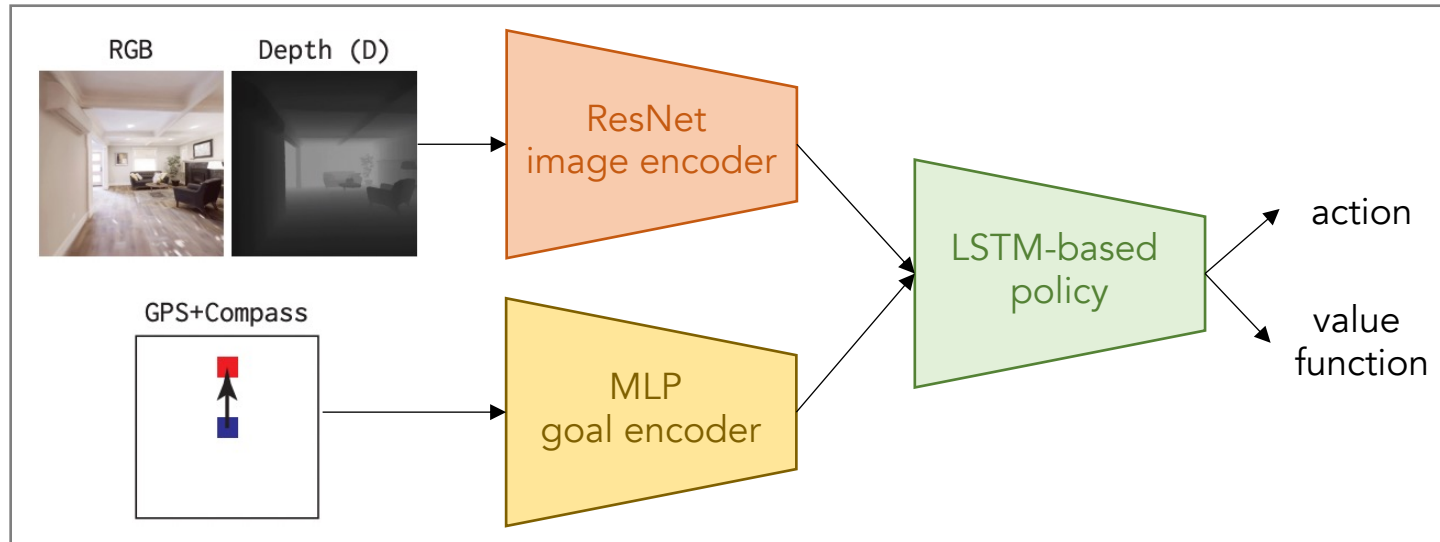 RGB
Depth (D)
ResNet
image encoder
GPS+Compass
MLP
goal encoder
LSTM-based
policy
action
value
function